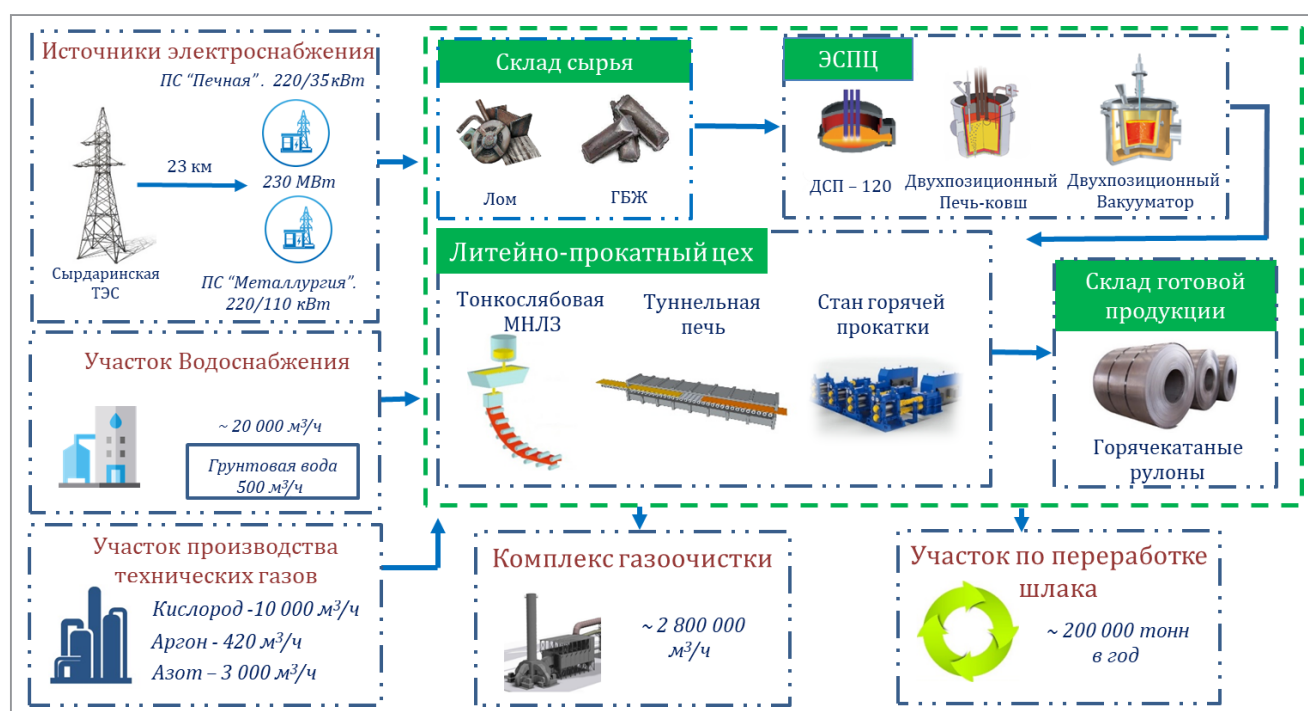 Источники электроснабжения
ПС “Печная”. 220/35кВт
23 км
230 МВт
Сырдаринская
ТЭС
ПС “Металлургия”.
220/110 кВт
Участок Водоснабжения
~ 20 000 м³/ч
Грунтовая вода
500 м³/ч
Участок производства
технических газов
Кислород -10 000 м³/ч
Аргон - 420 м³/ч
Азот – 3 000 м³/ч
Склад сырья
Лом
ГБЖ
ЭСПЦ
ДСП – 120
Двухпозиционный
Печь-ковш
Двухпозиционный
Вакууматор
Литейно-прокатный цех
Тонкослябовая
МНЛЗ
Туннельная
печь
Стан горячей
прокатки
Склад готовой
продукции
Горячекатаные
рулоны
Комплекс газоочистки
~ 2 800 000
м³/ч
Участок по переработке
шлака
~ 200 000 тонн
в год